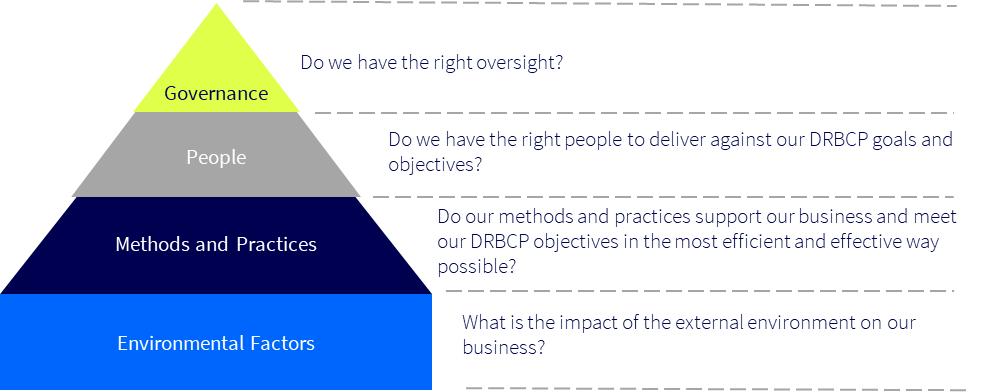 Do we have the right oversight?
Governance
Do we have the right people to deliver against our DRBCP goals and
objectives?
People
Do our methods and practices support our business and meet
our DRBCP objectives in the most efficient and effective way
possible?
Methods and Practices
What is the impact of the external environment on our
business?
Environmental Factors